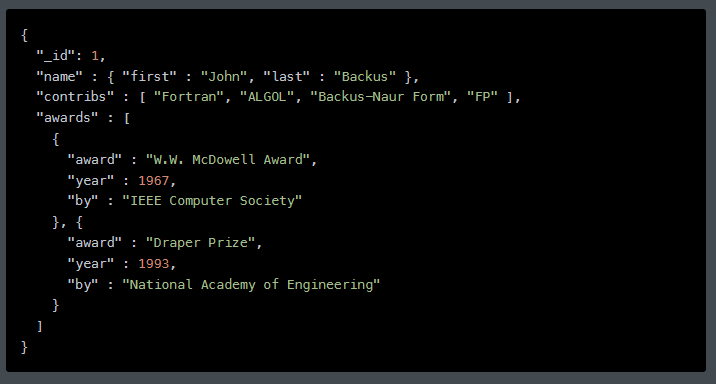 {
  "_id": 1,
  "name" : { "first" : "John", "last" : "Backus" },
  "contribs" : [ "Fortran", "ALGOL", "Backus-Naur Form", "FP" ],
  "awards" : [
    {
      "award" : "W.W. McDowell Award",
      "year" : 1967,
      "by" : "IEEE Computer Society"
    }, {
      "award" : "Draper Prize",
      "year" : 1993,
      "by" : "National Academy of Engineering"
    }
  ]
}